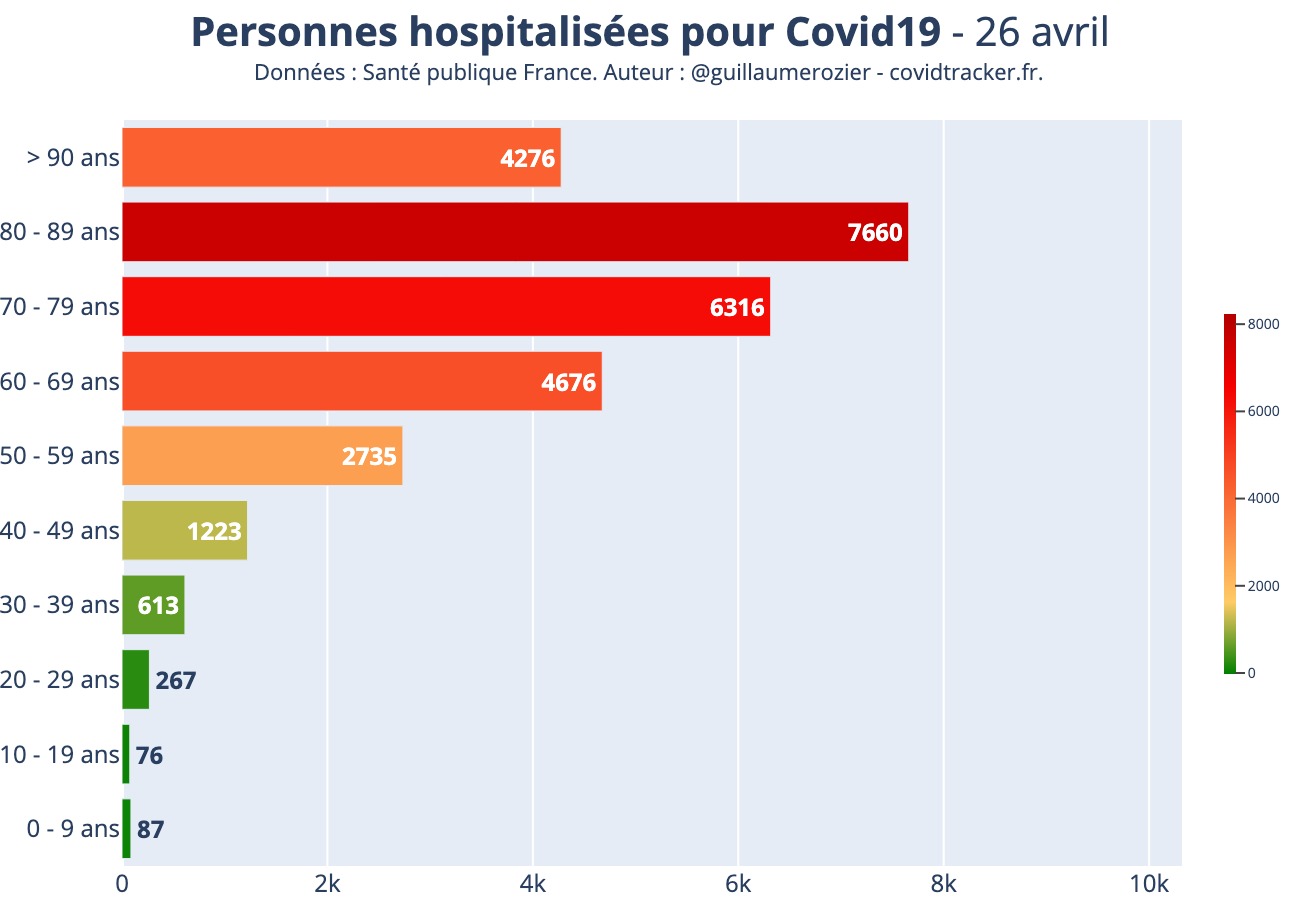 Personnes hospitalisées pour Covid19 - 26 avril
Données : Santé publique France. Auteur : @guillaumerozier - covidtracker.fr.
> 90 ans 4276
80 - 89 ans 7660
70 - 79 ans 6316
60 - 69 ans 4676
50 - 59 ans 2735
40 - 49 ans 1223
30 - 39 ans 613
20 - 29 ans 267
10 - 19 ans 76
0 - 9 ans 87
0 2k 4k 6k 8k 10k
8000
6000
4000
2000
0